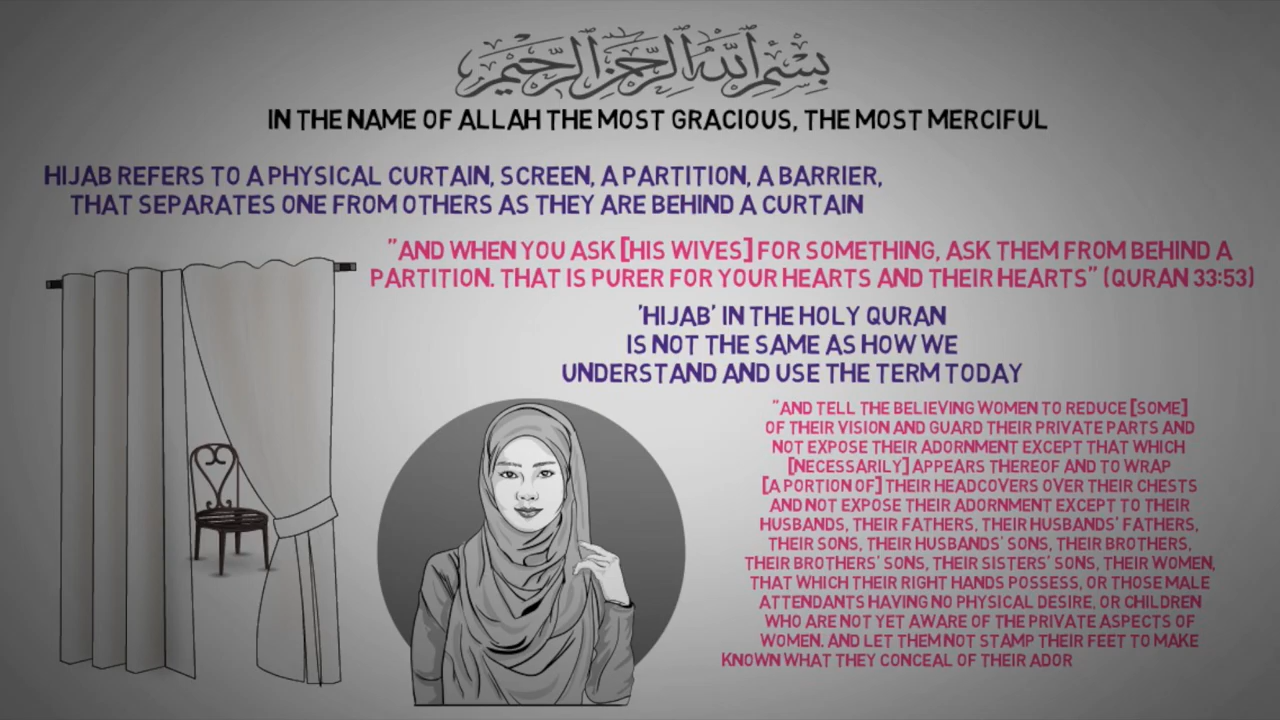 بِسْمِ ٱللَّٰهِ ٱلرَّحْمَٰنِ ٱلرَّحِيمِ
IN THE NAME OF ALLAH THE MOST GRACIOUS, THE MOST MERCIFUL
HIJAB REFERS TO A PHYSICAL CURTAIN, SCREEN, A PARTITION, A BARRIER,
THAT SEPARATES ONE FROM OTHERS AS THEY ARE BEHIND A CURTAIN
"AND WHEN YOU ASK [HIS WIVES] FOR SOMETHING, ASK THEM FROM BEHIND A
PARTITION. THAT IS PURER FOR YOUR HEARTS AND THEIR HEARTS" (QURAN 33:53)
'HIJAB' IN THE HOLY QURAN
IS NOT THE SAME AS HOW WE
UNDERSTAND AND USE THE TERM TODAY
"AND TELL THE BELIEVING WOMEN TO REDUCE [SOME]
OF THEIR VISION AND GUARD THEIR PRIVATE PARTS AND
NOT EXPOSE THEIR ADORNMENT EXCEPT THAT WHICH
[NECESSARILY] APPEARS THEREOF AND TO WRAP
[A PORTION OF] THEIR HEADCOVERS OVER THEIR CHESTS
AND NOT EXPOSE THEIR ADORNMENT EXCEPT TO THEIR
HUSBANDS, THEIR FATHERS, THEIR HUSBANDS' FATHERS,
THEIR SONS, THEIR HUSBANDS' SONS, THEIR BROTHERS,
THEIR BROTHERS' SONS, THEIR SISTERS' SONS, THEIR WOMEN,
THAT WHICH THEIR RIGHT HANDS POSSESS, OR THOSE MALE
ATTENDANTS HAVING NO PHYSICAL DESIRE, OR CHILDREN
WHO ARE NOT YET AWARE OF THE PRIVATE ASPECTS OF
WOMEN. AND LET THEM NOT STAMP THEIR FEET TO MAKE
KNOWN WHAT THEY CONCEAL OF THEIR ADOR